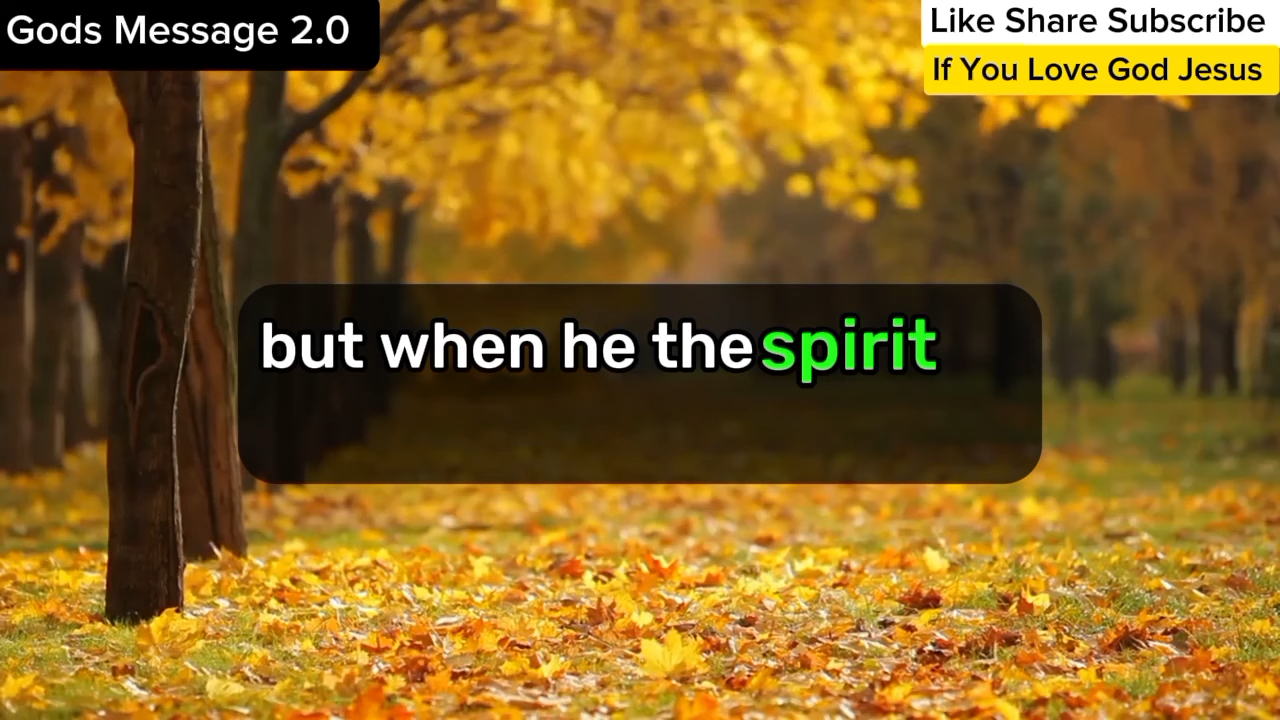 Gods Message 2.0
Like Share Subscribe
If You Love God Jesus
but when he the spirit